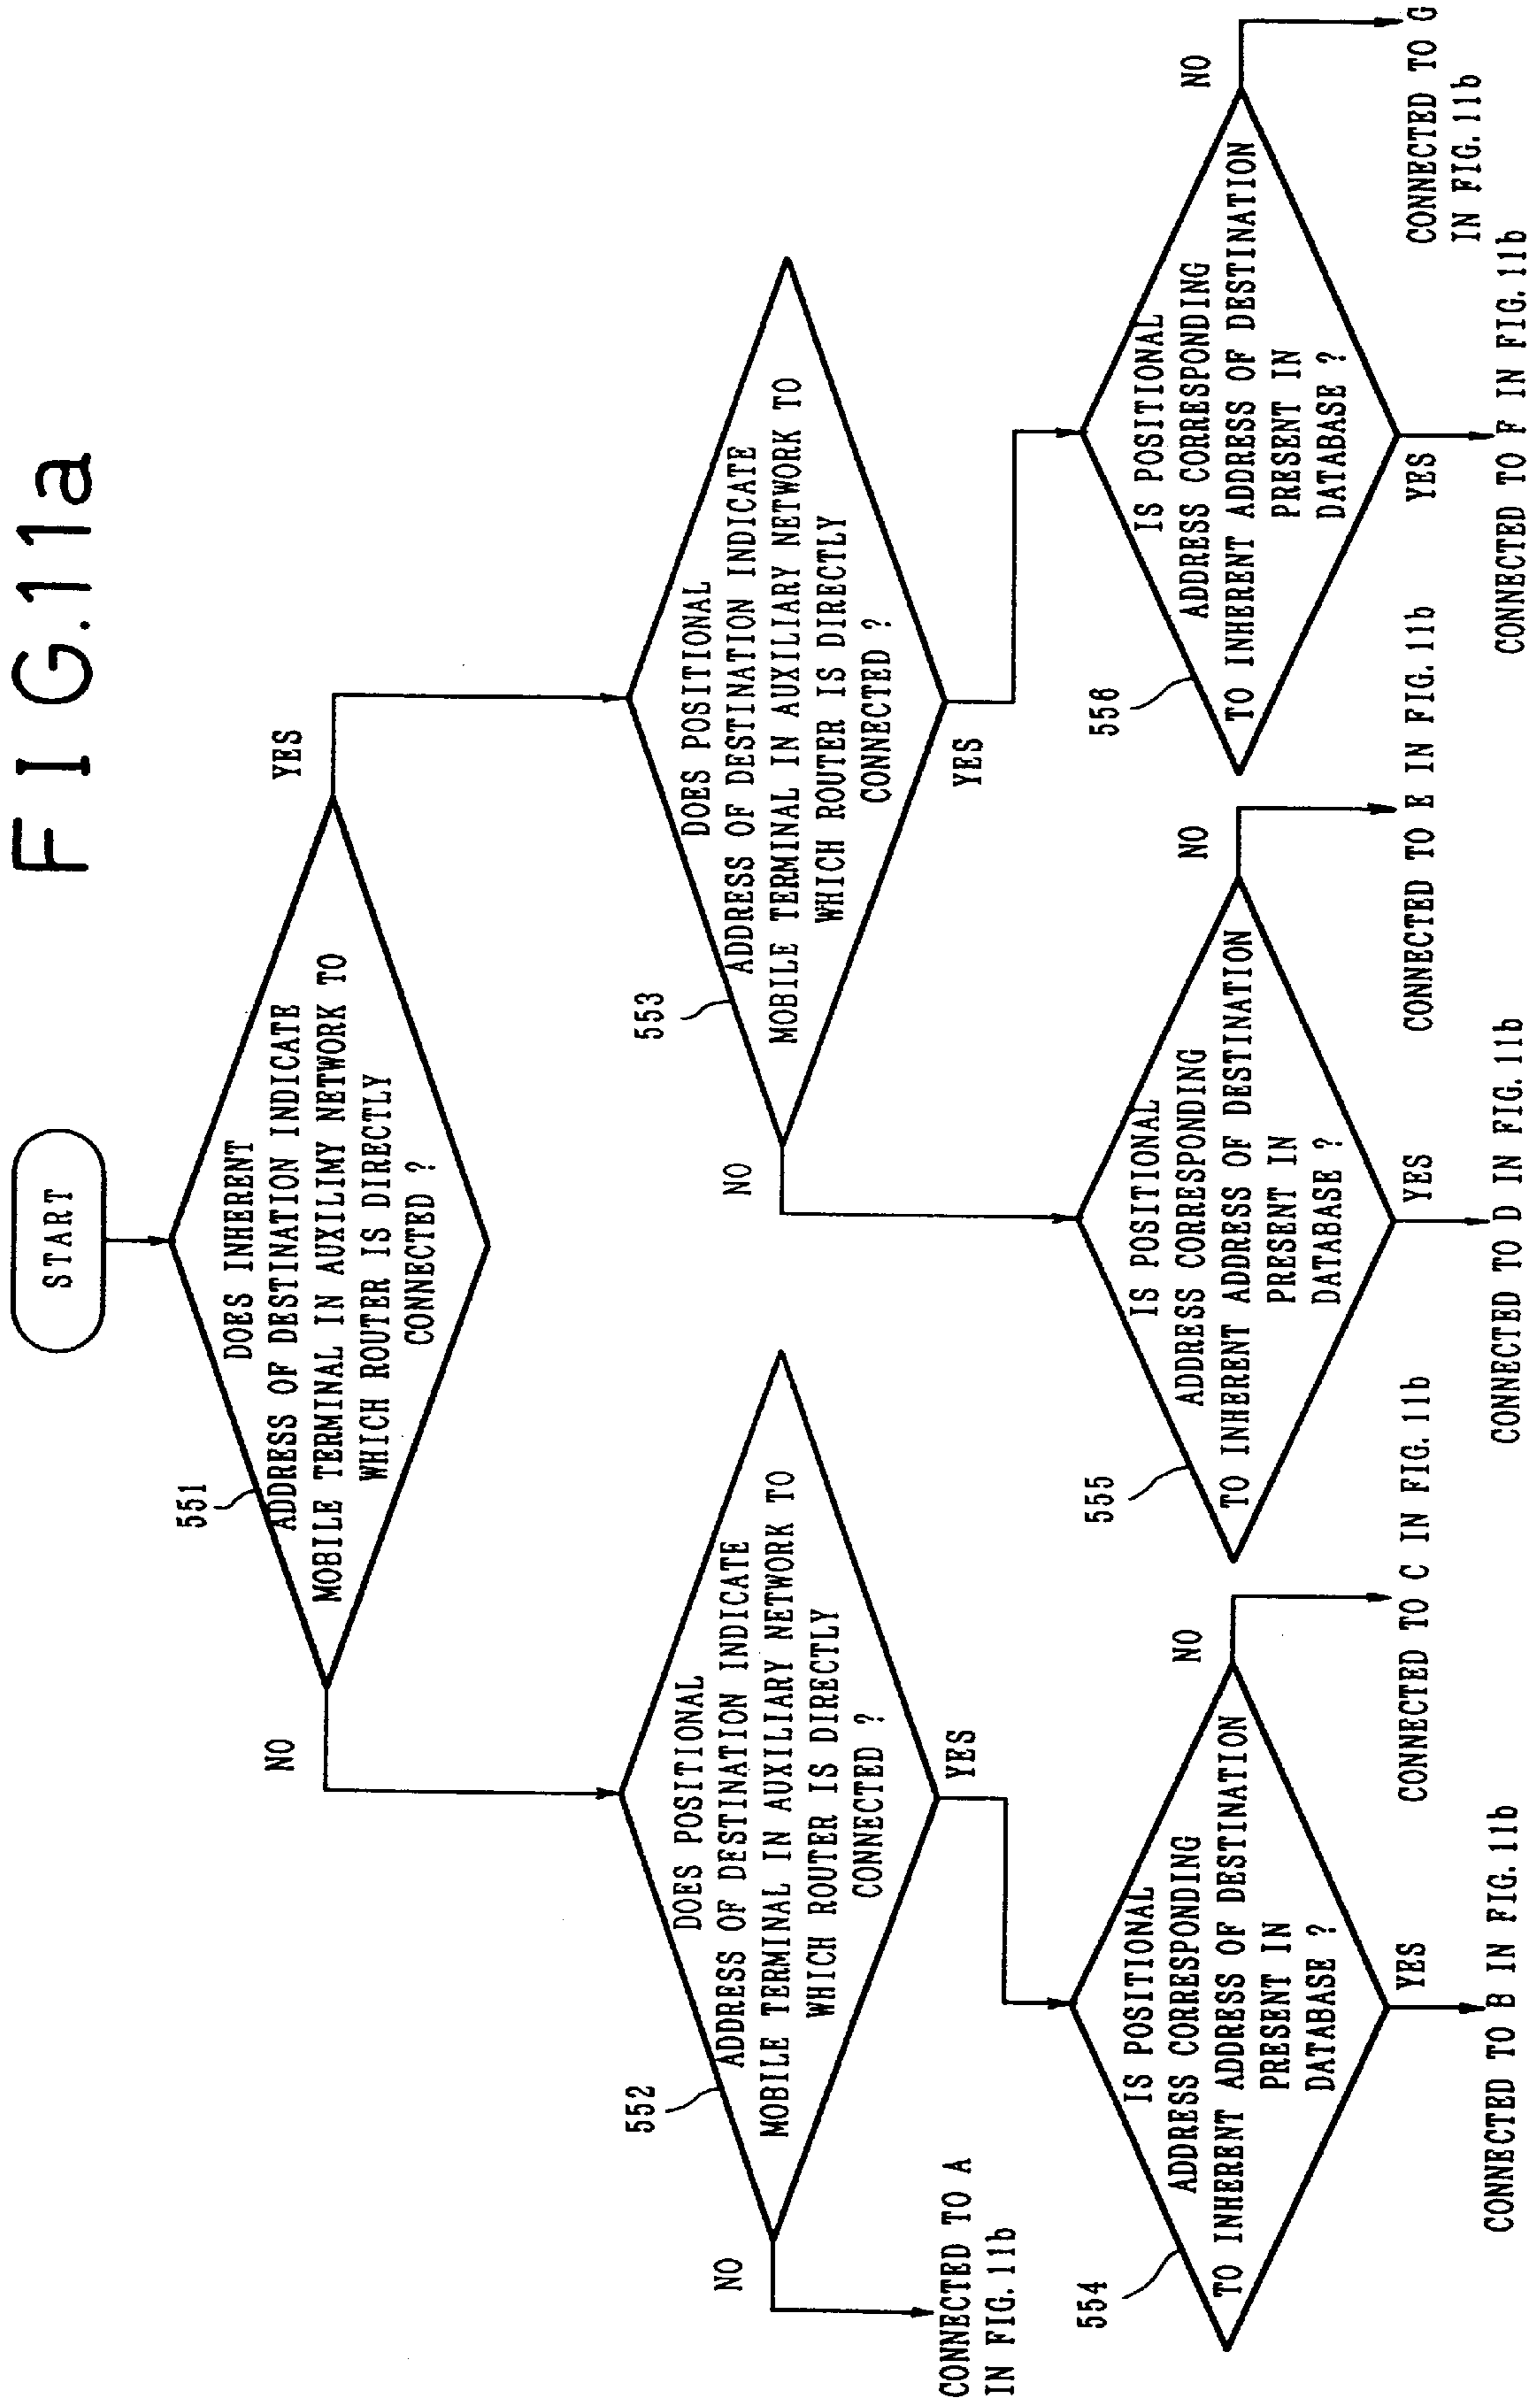 FIG.11a
START
551
DOES INHERENT
ADDRESS OF DESTINATION INDICATE
MOBILE TERMINAL IN AUXILIMY NETWORK TO
WHICH ROUTER IS DIRECTLY
CONNECTED ?
NO
YES
552
DOES POSITIONAL
ADDRESS OF DESTINATION INDICATE
MOBILE TERMINAL IN AUXILIARY NETWORK TO
WHICH ROUTER IS DIRECTLY
CONNECTED ?
NO
YES
CONNECTED TO A
IN FIG. 11b
553
DOES POSITIONAL
ADDRESS OF DESTINATION INDICATE
MOBILE TERMINAL IN AUXILIARY NETWORK TO
WHICH ROUTER IS DIRECTLY
CONNECTED ?
NO
YES
554
IS POSITIONAL
ADDRESS CORRESPONDING
TO INHERENT ADDRESS OF DESTINATION
PRESENT IN
DATABASE ?
NO
YES
CONNECTED TO B IN FIG. 11b
CONNECTED TO C IN FIG. 11b
555
IS POSITIONAL
ADDRESS CORRESPONDING
TO INHERENT ADDRESS OF DESTINATION
PRESENT IN
DATABASE ?
NO
YES
CONNECTED TO D IN FIG. 11b
CONNECTED TO E IN FIG. 11b
556
IS POSITIONAL
ADDRESS CORRESPONDING
TO INHERENT ADDRESS OF DESTINATION
PRESENT IN
DATABASE ?
NO
YES
CONNECTED TO F IN FIG. 11b
CONNECTED TO G
IN FIG. 11b